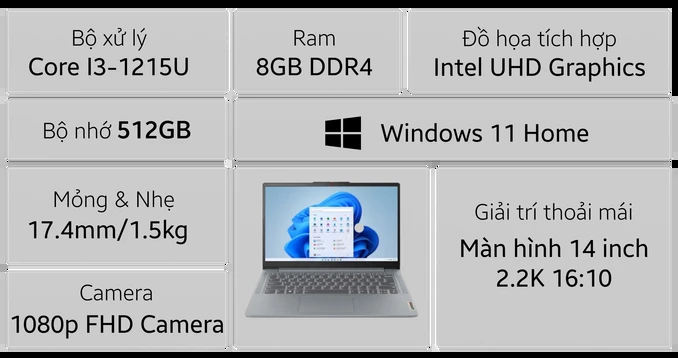 Bộ xử lý
Core I3-1215U
Ram
8GB DDR4
Đồ họa tích hợp
Intel UHD Graphics
Bộ nhớ 512GB
Windows 11 Home
Mỏng & Nhẹ
17.4mm/1.5kg
Giải trí thoải mái
Màn hình 14 inch
2.2K 16:10
Camera
1080p FHD Camera